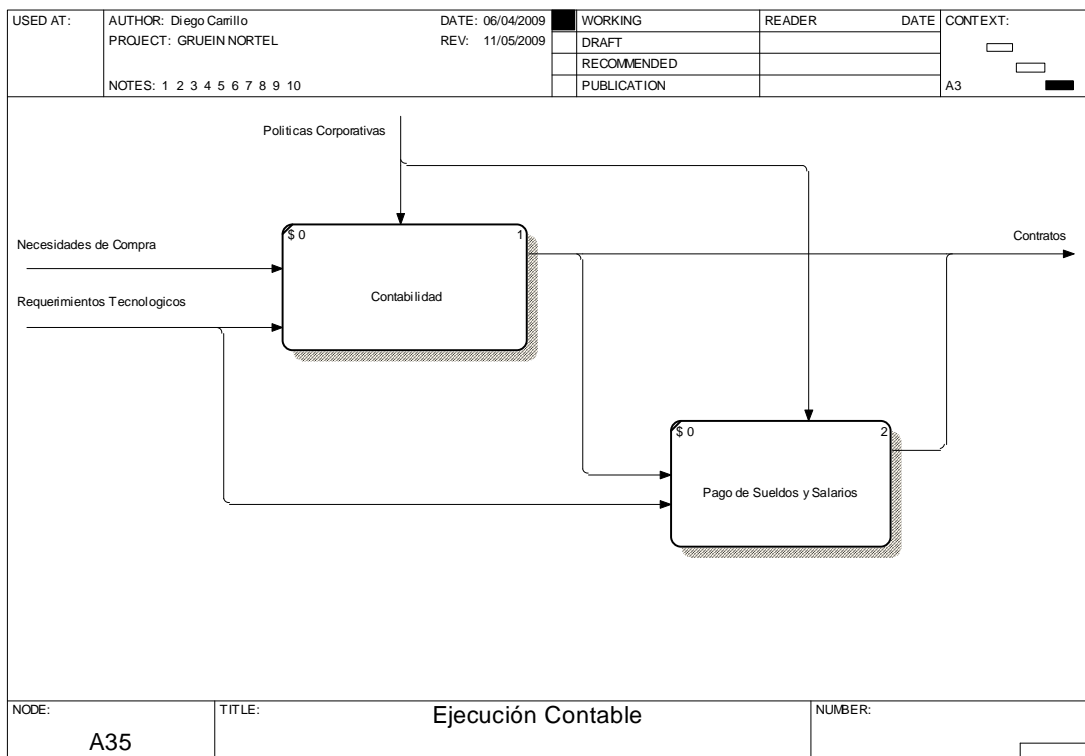 USED AT:
AUTHOR: Diego Carrillo
DATE: 06/04/2009
PROJECT: GRUEIN NORTEL
REV: 11/05/2009
NOTES: 1 2 3 4 5 6 7 8 9 10
WORKING
DRAFT
RECOMMENDED
PUBLICATION
READER
DATE
CONTEXT:
A3
Politicas Corporativas
Necesidades de Compra
Requerimientos Tecnologicos
$ 0
1
Contabilidad
Contratos
$ 0
2
Pago de Sueldos y Salarios
NODE:
A35
TITLE:
Ejecución Contable
NUMBER: